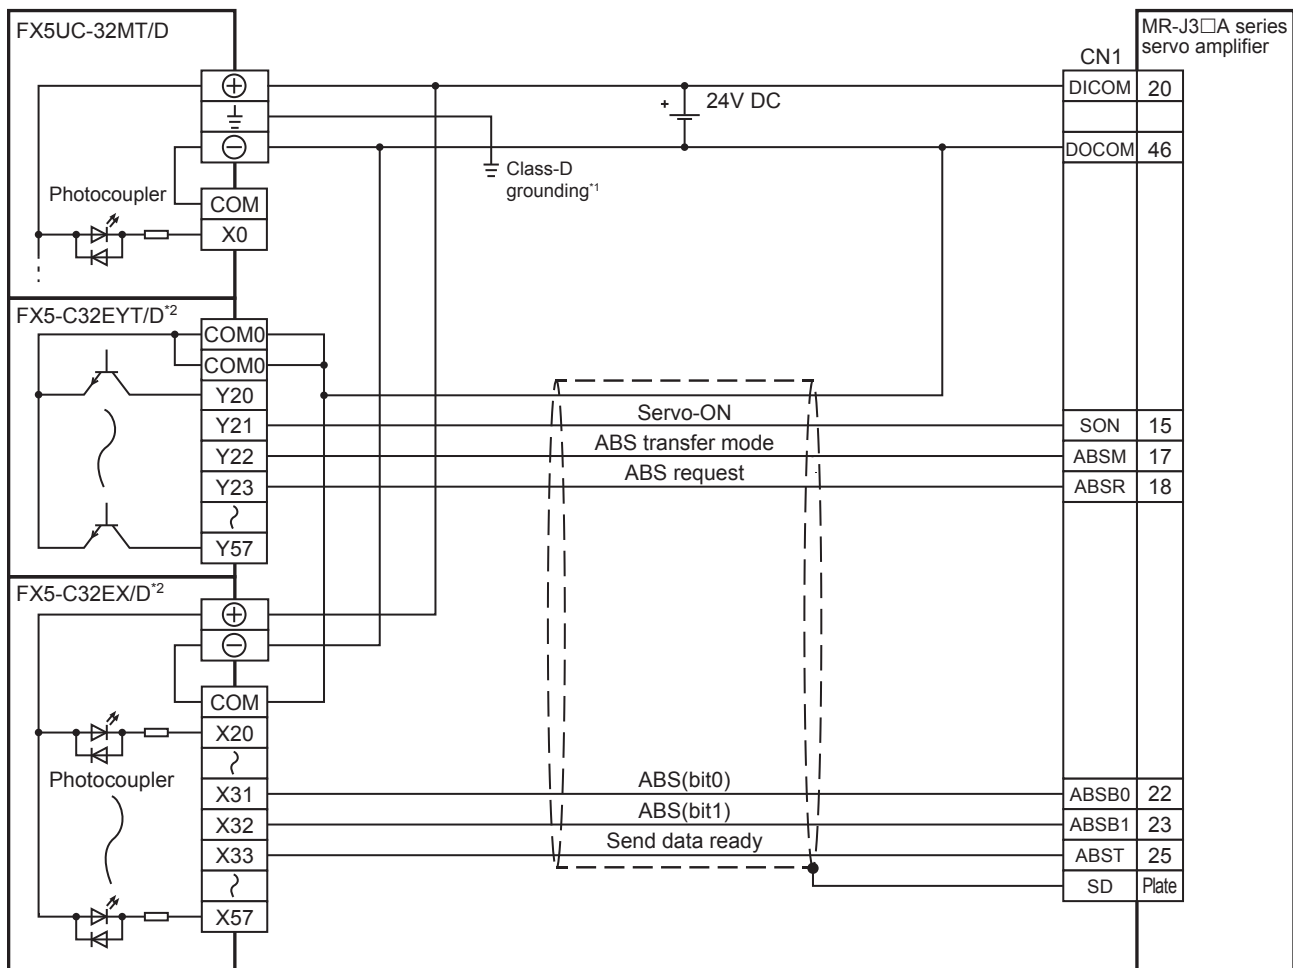 FX5UC-32MT/D
MR-J3□A series
servo amplifier
CN1
DICOM 20
+ 24V DC
DOCOM 46
Class-D
grounding*1
Photocoupler
COM
X0
FX5-C32EYT/D*2
COM0
COM0
Y20
Y21 Servo-ON SON 15
Y22 ABS transfer mode ABSM 17
Y23 ABS request ABSR 18
Y57
FX5-C32EX/D*2
COM
X20
Photocoupler
X31 ABS(bit0) ABSB0 22
X32 ABS(bit1) ABSB1 23
X33 Send data ready ABST 25
SD Plate
X57